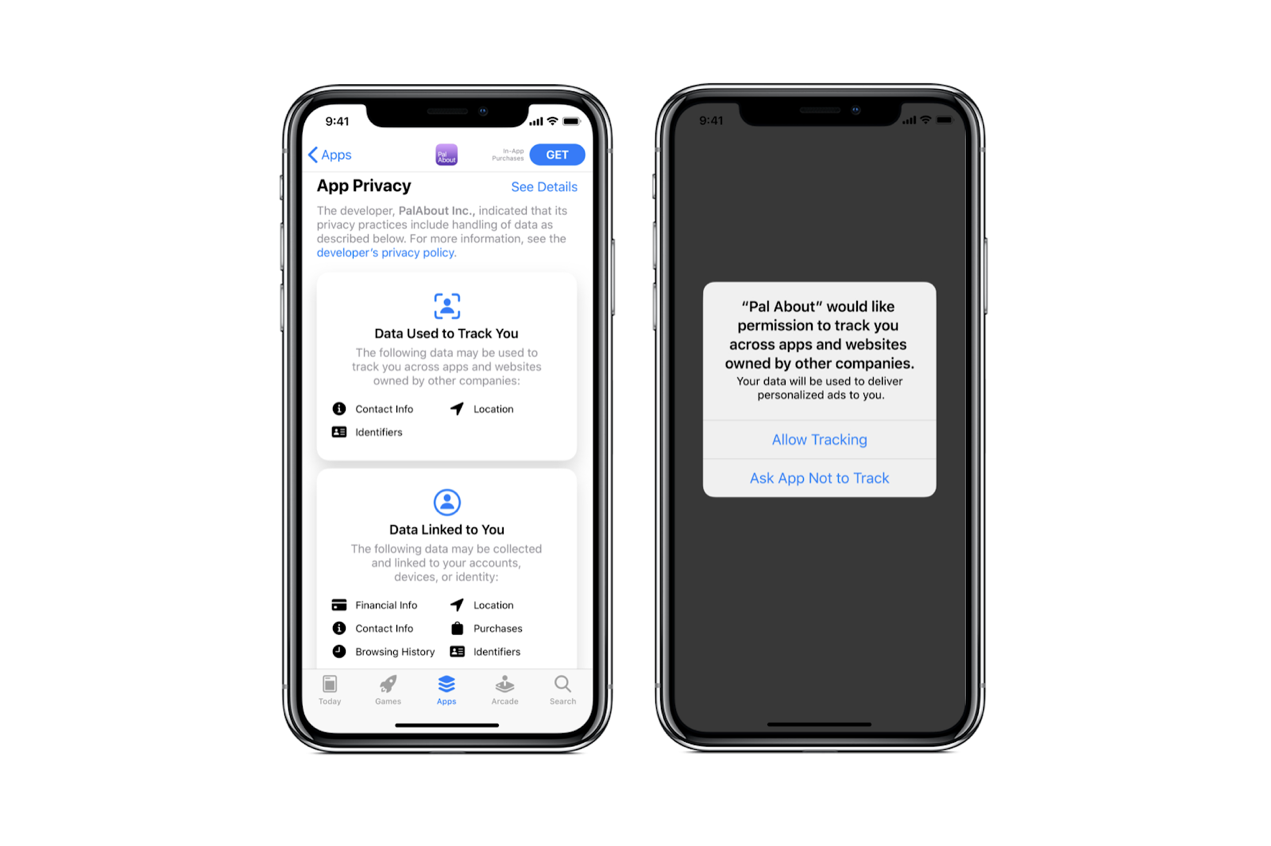 9:41
Apps
Pal
About
In-App
Purchases
GET
App Privacy
See Details
The developer, PalAbout Inc., indicated that its
privacy practices include handling of data as
described below. For more information, see the
developer’s privacy policy.
Data Used to Track You
The following data may be used to
track you across apps and websites
owned by other companies:
Contact Info
Location
Identifiers
Data Linked to You
The following data may be collected
and linked to your accounts,
devices, or identity:
Financial Info
Location
Contact Info
Purchases
Browsing History
Identifiers
Today
Games
Apps
Arcade
Search
9:41
“Pal About” would like
permission to track you
across apps and websites
owned by other companies.
Your data will be used to deliver
personalized ads to you.
Allow Tracking
Ask App Not to Track